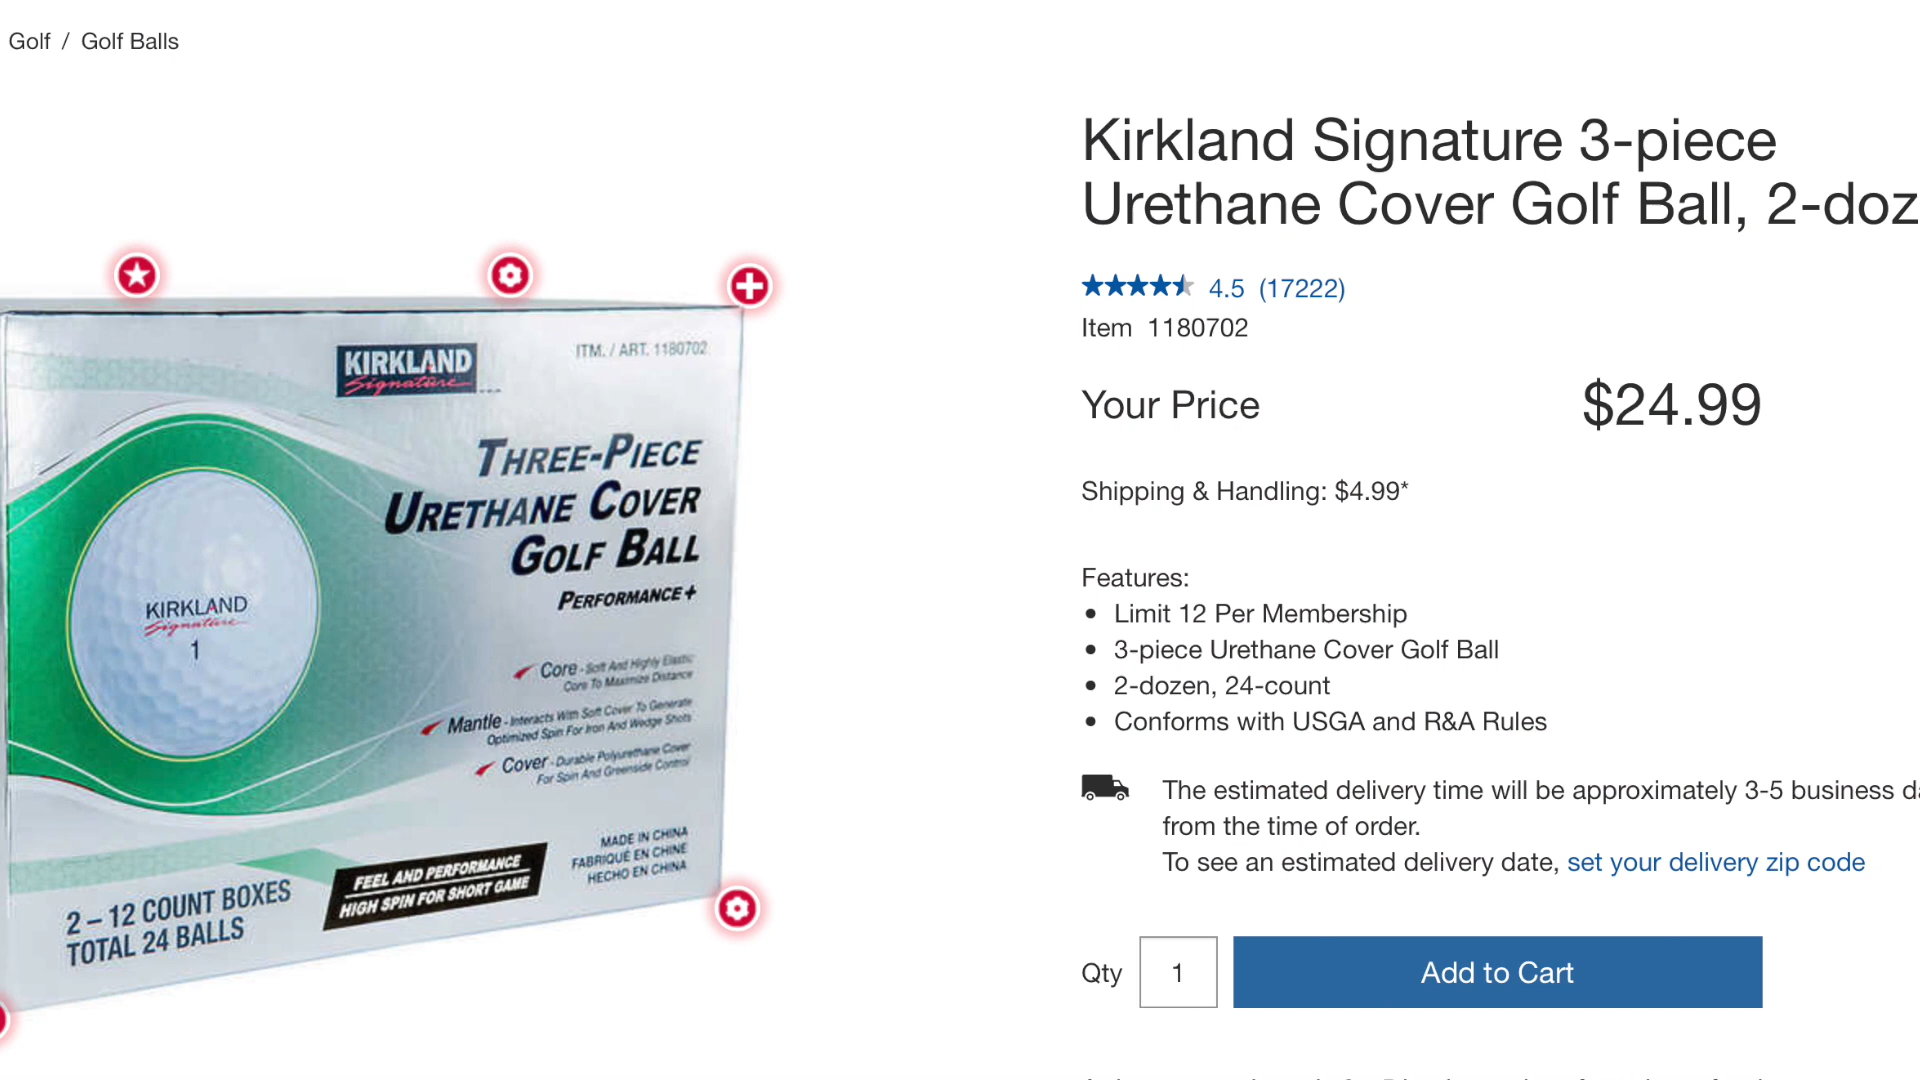 Golf / Golf Balls
Kirkland Signature 3-piece
Urethane Cover Golf Ball, 2-doz
4.5 (17222)
Item 1180702
Your Price $24.99
Shipping & Handling: $4.99*
Features:
• Limit 12 Per Membership
• 3-piece Urethane Cover Golf Ball
• 2-dozen, 24-count
• Conforms with USGA and R&A Rules
The estimated delivery time will be approximately 3-5 business da
from the time of order.
To see an estimated delivery date, set your delivery zip code
Qty 1 Add to Cart
KIRKLAND
Signature
ITM. / ART. 1180702
THREE-PIECE
URETHANE COVER
GOLF BALL
PERFORMANCE+
KIRKLAND
Signature
1
Core - Soft And Highly Elastic
Core To Maximize Distance
Mantle - Interacts With Soft Cover To Generate
Optimized Spin For Iron And Wedge Shots
Cover - Durable Polyurethane Cover
For Spin And Greenside Control
MADE IN CHINA
FABRIQUÉ EN CHINE
HECHO EN CHINA
FEEL AND PERFORMANCE
HIGH SPIN FOR SHORT GAME
2 – 12 COUNT BOXES
TOTAL 24 BALLS